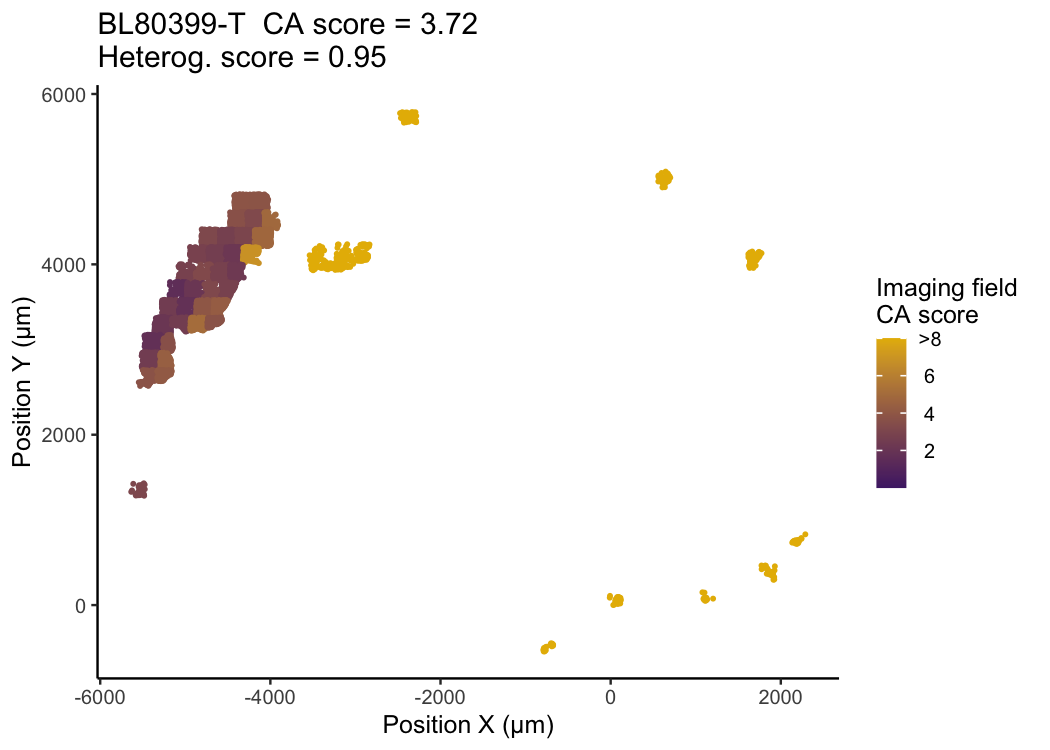 BL80399-T  CA score = 3.72
Heterog. score = 0.95
6000
4000
2000
0
Position Y (µm)
-6000
-4000
-2000
0
2000
Position X (µm)
Imaging field
CA score
>8
6
4
2